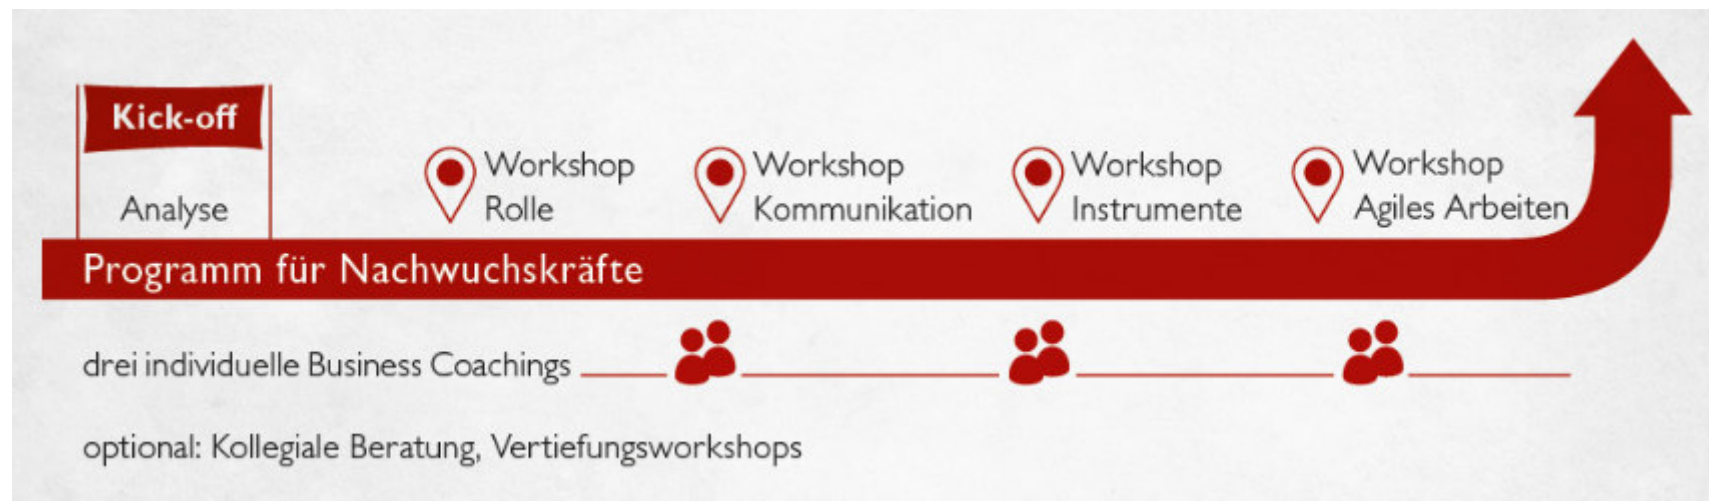 Kick-off
Analyse
Workshop
Rolle
Workshop
Kommunikation
Workshop
Instrumente
Workshop
Agiles Arbeiten
Programm für Nachwuchskräfte
drei individuelle Business Coachings
optional: Kollegiale Beratung, Vertiefungsworkshops